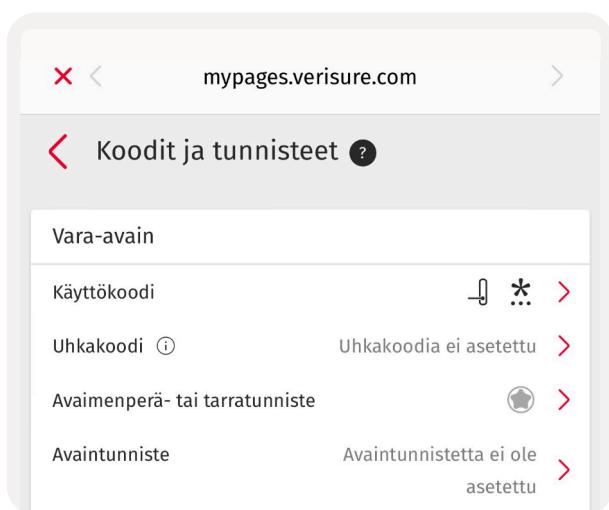 mypages.verisure.com
Koodit ja tunnisteet ?
Vara-avain
Käyttökoodi
Uhkakoodi i Uhkakoodia ei asetettu
Avaimenperä- tai tarratunniste
Avaintunniste Avaintunnistetta ei ole
asetettu